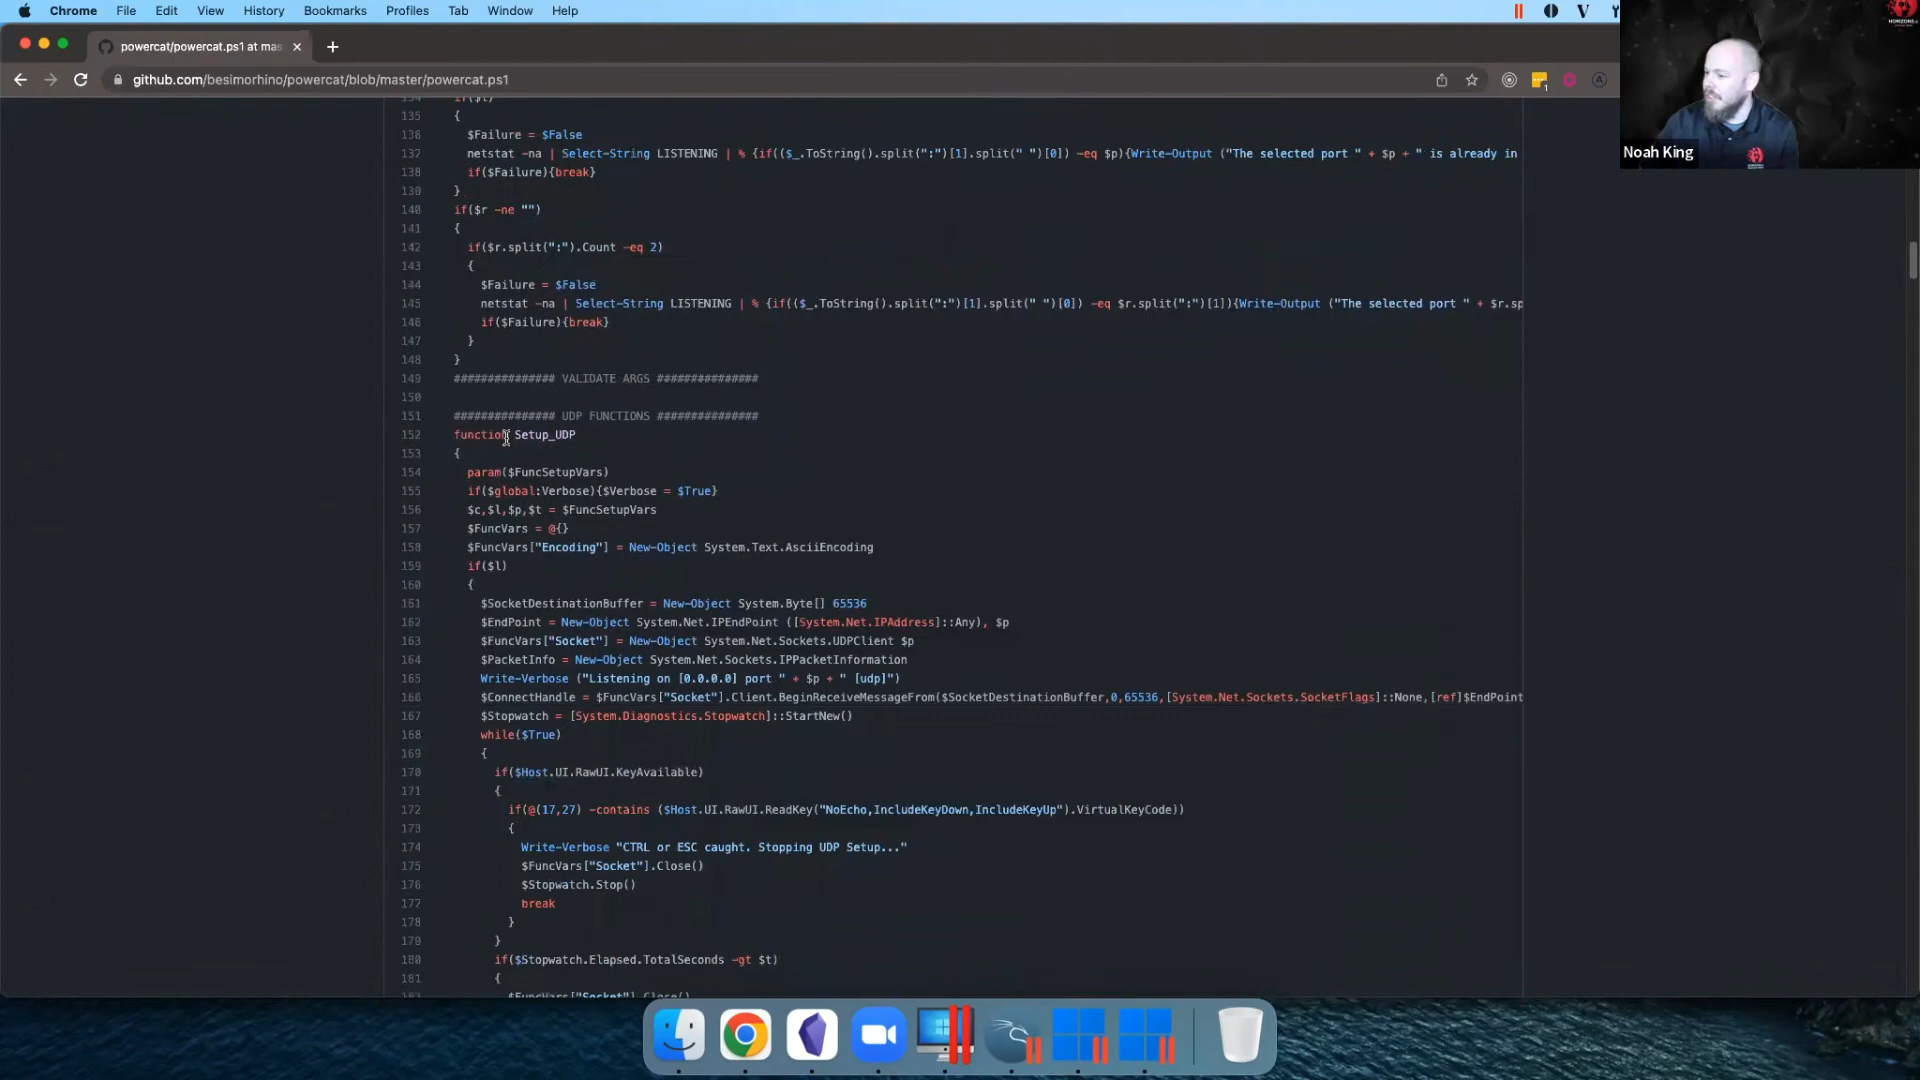 Chrome File Edit View History Bookmarks Profiles Tab Window Help
powercat/powercat.ps1 at mas
github.com/besimorhino/powercat/blob/master/powercat.ps1
Noah King
135 {
136 $Failure = $False
137 netstat -na | Select-String LISTENING | % {if(($_.ToString().split(":")[1].split(" ")[0]) -eq $p){Write-Output ("The selected port " + $p + " is already in
138 if($Failure){break}
139 }
140 if($r -ne "")
141 {
142 if($r.split(":").Count -eq 2)
143 {
144 $Failure = $False
145 netstat -na | Select-String LISTENING | % {if(($_.ToString().split(":")[1].split(" ")[0]) -eq $r.split(":")[1]){Write-Output ("The selected port " + $r.sp
146 if($Failure){break}
147 }
148 }
149 ############### VALIDATE ARGS ###############
150
151 ############### UDP FUNCTIONS ###############
152 function Setup_UDP
153 {
154 param($FuncSetupVars)
155 if($global:Verbose){$Verbose = $True}
156 $c,$l,$p,$t = $FuncSetupVars
157 $FuncVars = @{}
158 $FuncVars["Encoding"] = New-Object System.Text.AsciiEncoding
159 if($l)
160 {
161 $SocketDestinationBuffer = New-Object System.Byte[] 65536
162 $EndPoint = New-Object System.Net.IPEndPoint ([System.Net.IPAddress]::Any), $p
163 $FuncVars["Socket"] = New-Object System.Net.Sockets.UDPClient $p
164 $PacketInfo = New-Object System.Net.Sockets.IPPacketInformation
165 Write-Verbose ("Listening on [0.0.0.0] port " + $p + " [udp]")
166 $ConnectHandle = $FuncVars["Socket"].Client.BeginReceiveMessageFrom($SocketDestinationBuffer,0,65536,[System.Net.Sockets.SocketFlags]::None,[ref]$EndPoint
167 $Stopwatch = [System.Diagnostics.Stopwatch]::StartNew()
168 while($True)
169 {
170 if($Host.UI.RawUI.KeyAvailable)
171 {
172 if(@(17,27) -contains ($Host.UI.RawUI.ReadKey("NoEcho,IncludeKeyDown,IncludeKeyUp").VirtualKeyCode))
173 {
174 Write-Verbose "CTRL or ESC caught. Stopping UDP Setup..."
175 $FuncVars["Socket"].Close()
176 $Stopwatch.Stop()
177 break
178 }
179 }
180 if($Stopwatch.Elapsed.TotalSeconds -gt $t)
181 {